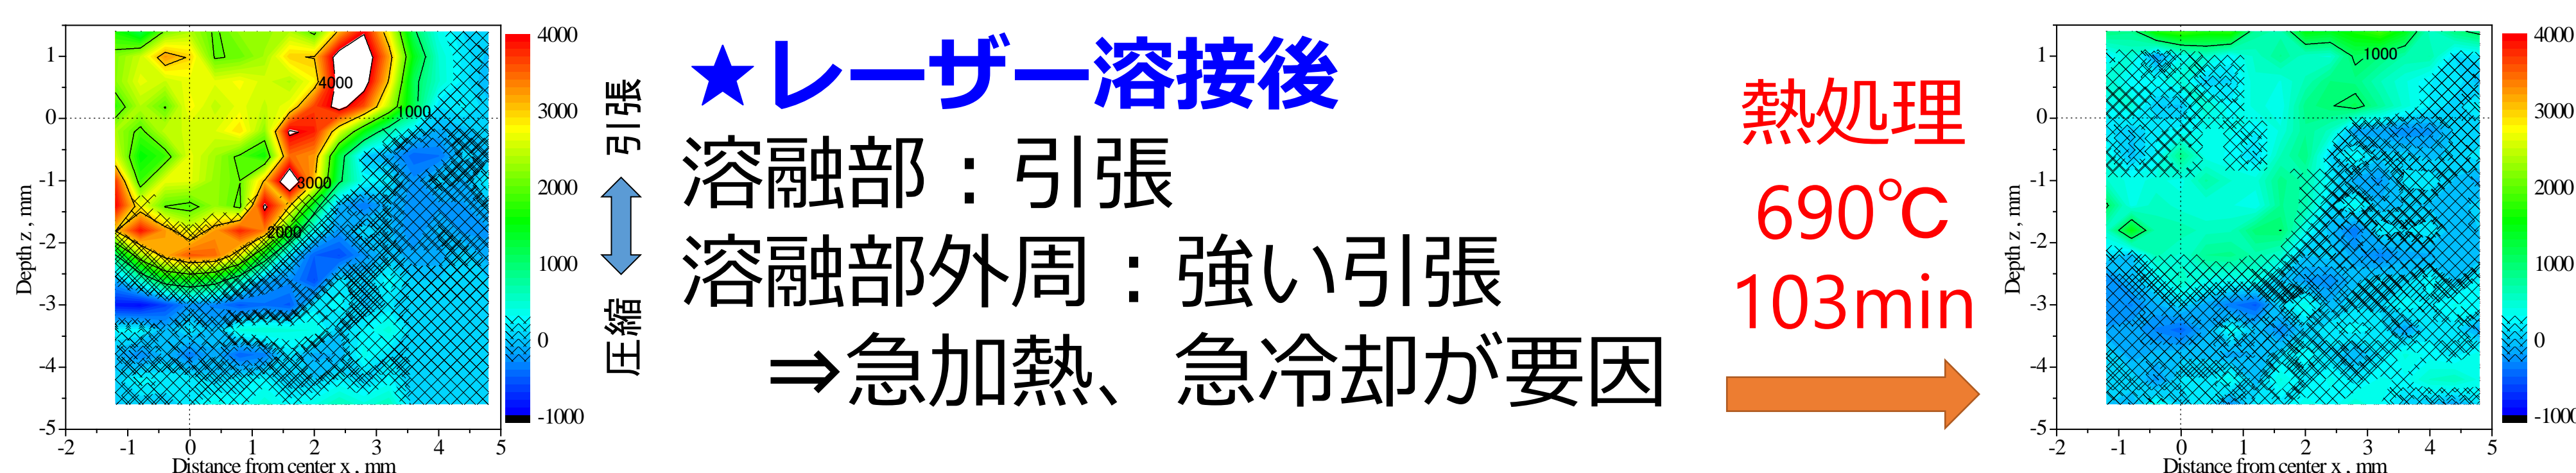 1
0
-1
-2
-3
-4
-5
Depth z , mm
-2 -1 0 1 2 3 4 5
Distance from center x , mm
4000
1000
3000
2000
4000
3000
2000
1000
0
-1000
引張
圧縮
★レーザー溶接後
溶融部：引張
溶融部外周：強い引張
⇒急加熱、急冷却が要因
熱処理
690℃
103min
1
0
-1
-2
-3
-4
-5
Depth z , mm
-2 -1 0 1 2 3 4 5
Distance from center x , mm
1000
4000
3000
2000
1000
0
-1000